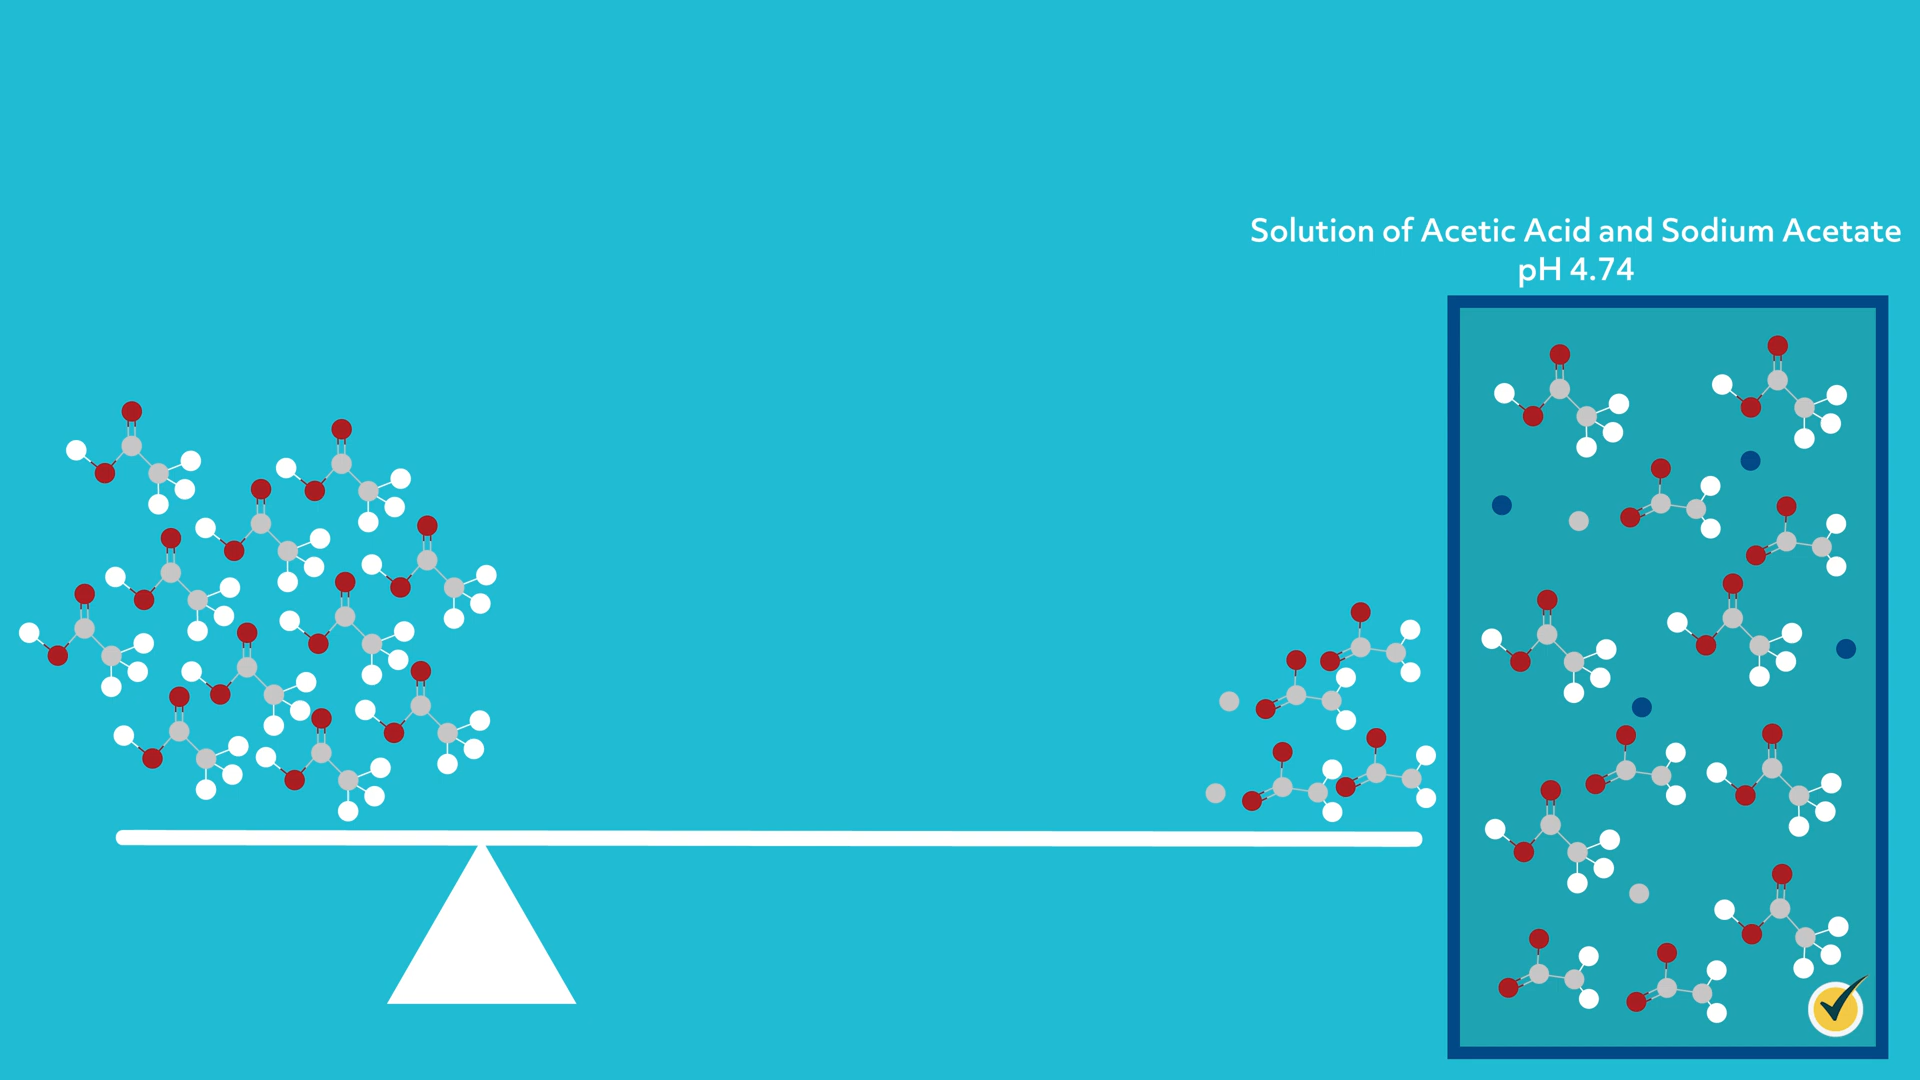 Solution of Acetic Acid and Sodium Acetate
pH 4.74